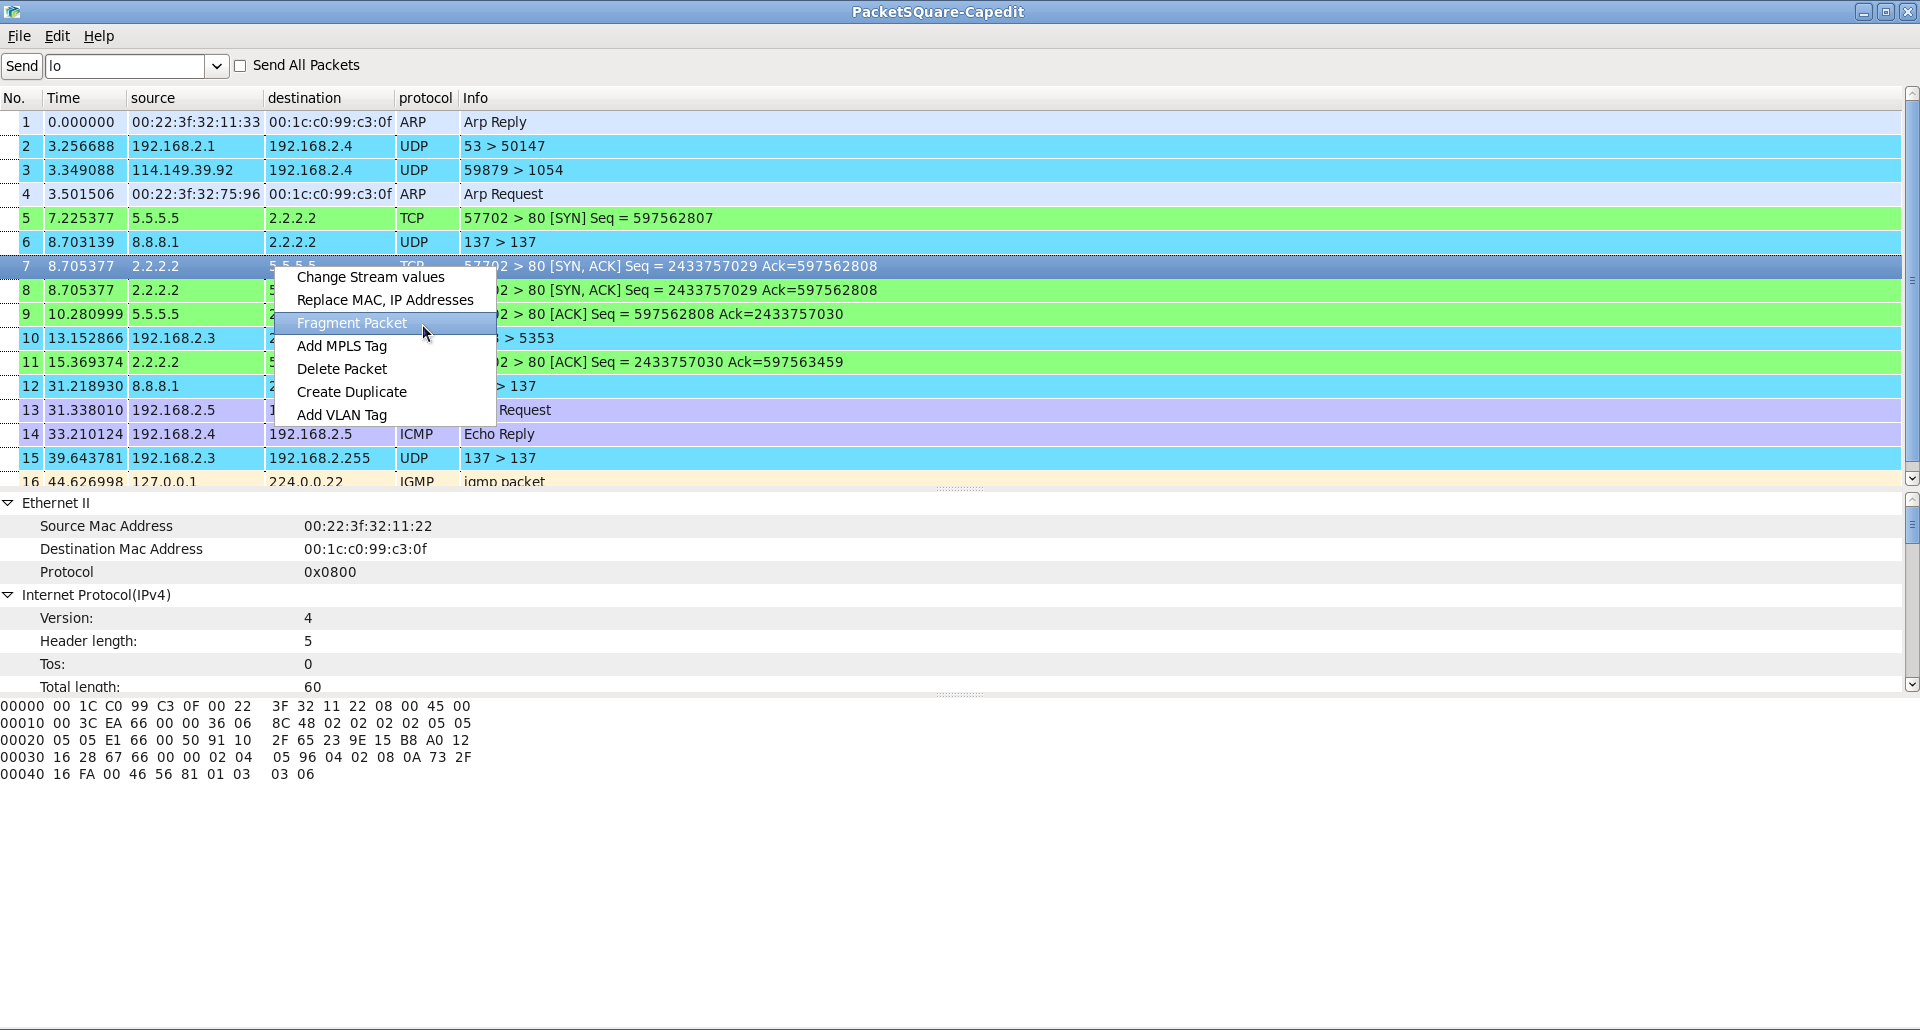 PacketSQuare-Capedit
File Edit Help
Send lo Send All Packets
No. Time source destination protocol Info
1 0.000000 00:22:3f:32:11:33 00:1c:c0:99:c3:0f ARP Arp Reply
2 3.256688 192.168.2.1 192.168.2.4 UDP 53 > 50147
3 3.349088 114.149.39.92 192.168.2.4 UDP 59879 > 1054
4 3.501506 00:22:3f:32:75:96 00:1c:c0:99:c3:0f ARP Arp Request
5 7.225377 5.5.5.5 2.2.2.2 TCP 57702 > 80 [SYN] Seq = 597562807
6 8.703139 8.8.8.1 2.2.2.2 UDP 137 > 137
7 8.705377 2.2.2.2 5.5.5.5 TCP 57702 > 80 [SYN, ACK] Seq = 2433757029 Ack=597562808
8 8.705377 2.2.2.2 5 02 > 80 [SYN, ACK] Seq = 2433757029 Ack=597562808
9 10.280999 5.5.5.5 2 02 > 80 [ACK] Seq = 597562808 Ack=2433757030
10 13.152866 192.168.2.3 2 > 5353
11 15.369374 2.2.2.2 5 02 > 80 [ACK] Seq = 2433757030 Ack=597563459
12 31.218930 8.8.8.1 2 > 137
13 31.338010 192.168.2.5 1 Request
14 33.210124 192.168.2.4 192.168.2.5 ICMP Echo Reply
15 39.643781 192.168.2.3 192.168.2.255 UDP 137 > 137
16 44.626998 127.0.0.1 224.0.0.22 IGMP igmp packet
Change Stream values
Replace MAC, IP Addresses
Fragment Packet
Add MPLS Tag
Delete Packet
Create Duplicate
Add VLAN Tag
Ethernet II
Source Mac Address 00:22:3f:32:11:22
Destination Mac Address 00:1c:c0:99:c3:0f
Protocol 0x0800
Internet Protocol(IPv4)
Version: 4
Header length: 5
Tos: 0
Total length: 60
00000 00 1C C0 99 C3 0F 00 22 3F 32 11 22 08 00 45 00
00010 00 3C EA 66 00 00 36 06 8C 48 02 02 02 02 05 05
00020 05 05 E1 66 00 50 91 10 2F 65 23 9E 15 B8 A0 12
00030 16 28 67 66 00 00 02 04 05 96 04 02 08 0A 73 2F
00040 16 FA 00 46 56 81 01 03 03 06